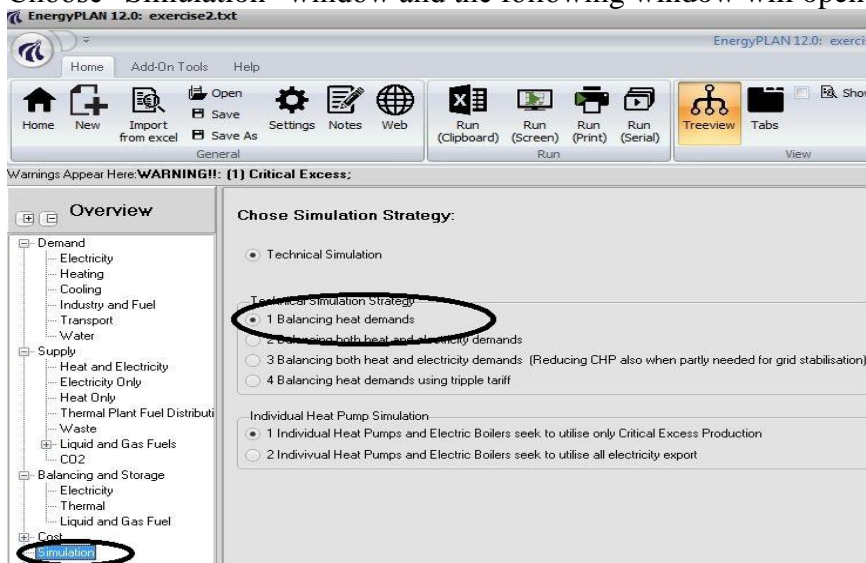 Choose "Simulation" window and the following window will open
EnergyPLAN 12.0: exercise2.txt
EnergyPLAN 12.0: exerci
Home Add-On Tools Help
Home
New
Import from excel
Open
Save
Save As
Settings
Notes
Web
General
Run (Clipboard)
Run (Screen)
Run (Print)
Run (Serial)
Run
Treeview
Tabs
Show
View
Warnings Appear Here: WARNING!!: (1) Critical Excess;
Overview
Demand
Electricity
Heating
Cooling
Industry and Fuel
Transport
Water
Supply
Heat and Electricity
Electricity Only
Heat Only
Thermal Plant Fuel Distributi
Waste
Liquid and Gas Fuels
CO2
Balancing and Storage
Electricity
Thermal
Liquid and Gas Fuel
Cost
Simulation
Chose Simulation Strategy:
Technical Simulation
Technical Simulation Strategy
1 Balancing heat demands
2 Balancing both heat and electricity demands
3 Balancing both heat and electricity demands (Reducing CHP also when partly needed for grid stabilisation)
4 Balancing heat demands using tripple tariff
Individual Heat Pump Simulation
1 Individual Heat Pumps and Electric Boilers seek to utilise only Critical Excess Production
2 Indivivual Heat Pumps and Electric Boilers seek to utilise all electricity export